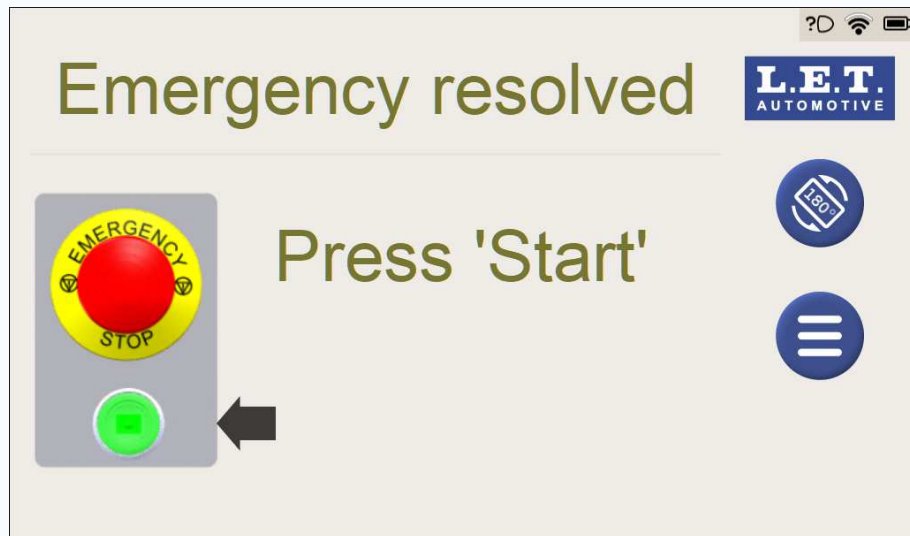 ?D
Emergency resolved
L.E.T.
AUTOMOTIVE
180°
EMERGENCY
Press 'Start'
STOP